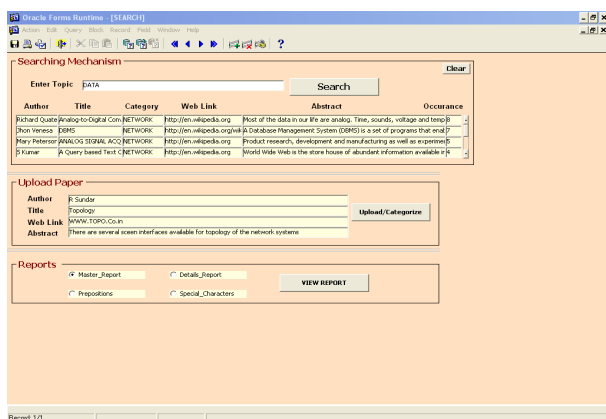 Oracle Forms Runtime - [SEARCH]
Action Edit Query Block Record Field Window Help
Searching Mechanism
Clear
Enter Topic DATA Search
Author Title Category Web Link Abstract Occurance
Richard Quate Analog-to-Digital Con NETWORK http://en.wikipedia.org Most of the data in our life are analog. Time, sounds, voltage and temp 8
Jhon Venesa DBMS NETWORK http://en.wikipedia.org/wik A Database Management System (DBMS) is a set of programs that enal 7
Mary Peterson ANALOG SIGNAL ACQ NETWORK http://en.wikipedia.org Product research, development and manufacturing as well as experimen 5
S Kumar A Query based Text C NETWORK http://en.wikipedia.org World Wide Web is the store house of abundant information available ir 4
Upload Paper
Author R Sundar
Title Topology
Upload/Categorize
Web Link WWW.TOPO.Co.in
Abstract There are several sceen interfaces available for topology of the network systems
Reports
Master_Report Details_Report
VIEW REPORT
Prepositions Special_Characters
Record: 1/1